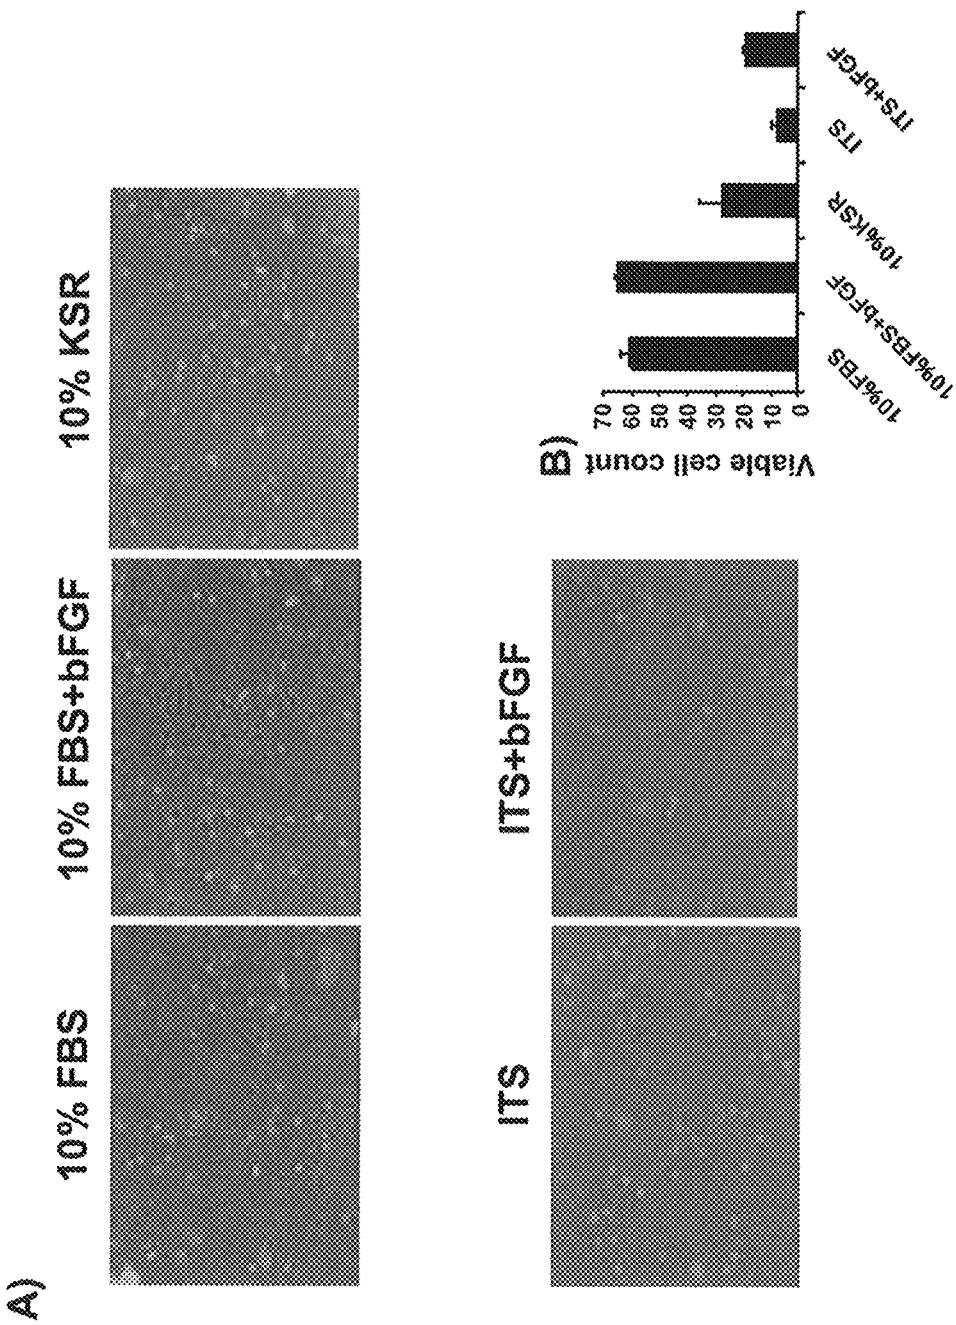 A)
10% FBS
10% FBS+bFGF
10% KSR
ITS
ITS+bFGF
B)
Viable cell count
70
60
50
40
30
20
10
0
10%FBS
10%FBS+bFGF
10%KSR
ITS
ITS+bFGF